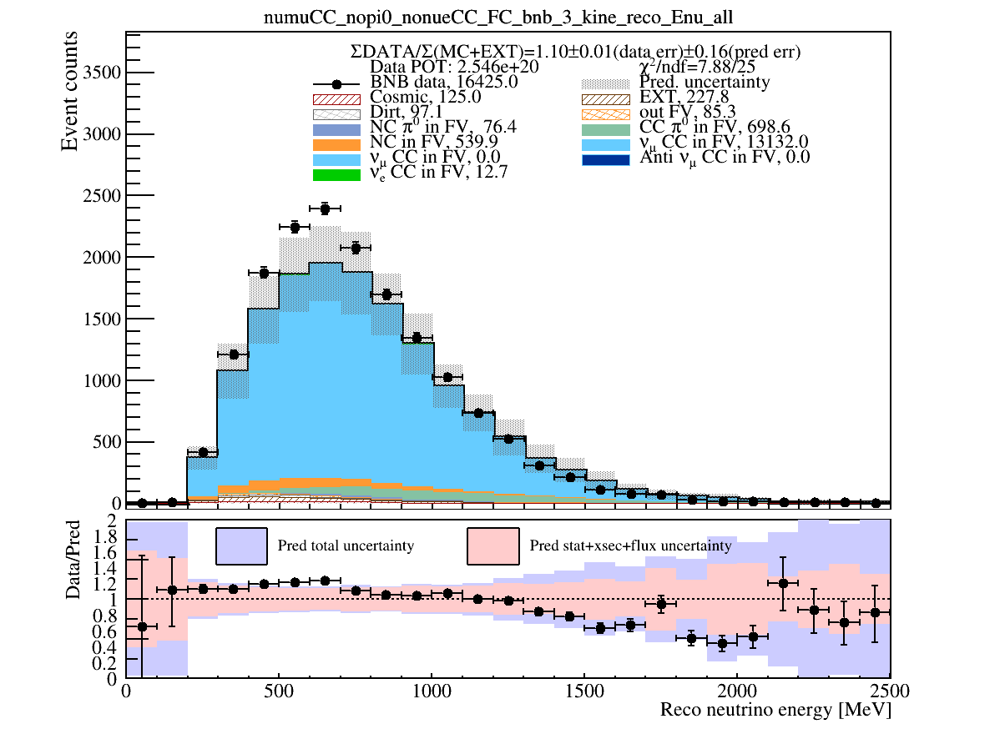 numuCC_nopi0_nonueCC_FC_bnb_3_kine_reco_Enu_all
ΣDATA/Σ(MC+EXT)=1.10±0.01(data err)±0.16(pred err)
Data POT: 2.546e+20
χ²/ndf=7.88/25
BNB data, 16425.0
Pred. uncertainty
Cosmic, 125.0
EXT, 227.8
Dirt, 97.1
out FV, 85.3
NC π⁰ in FV, 76.4
CC π⁰ in FV, 698.6
NC in FV, 539.9
νμ CC in FV, 13132.0
νμ CC in FV, 0.0
Anti νμ CC in FV, 0.0
νe CC in FV, 12.7
Event counts
3500
3000
2500
2000
1500
1000
500
0
Data/Pred
2
1.8
1.6
1.4
1.2
1
0.8
0.6
0.4
0.2
0
Pred total uncertainty
Pred stat+xsec+flux uncertainty
0 500 1000 1500 2000 2500
Reco neutrino energy [MeV]